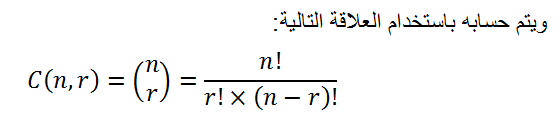 ويتم حسابه باستخدام العلاقة التالية:
C(n, r) = (n r) = n! / r! × (n − r)!